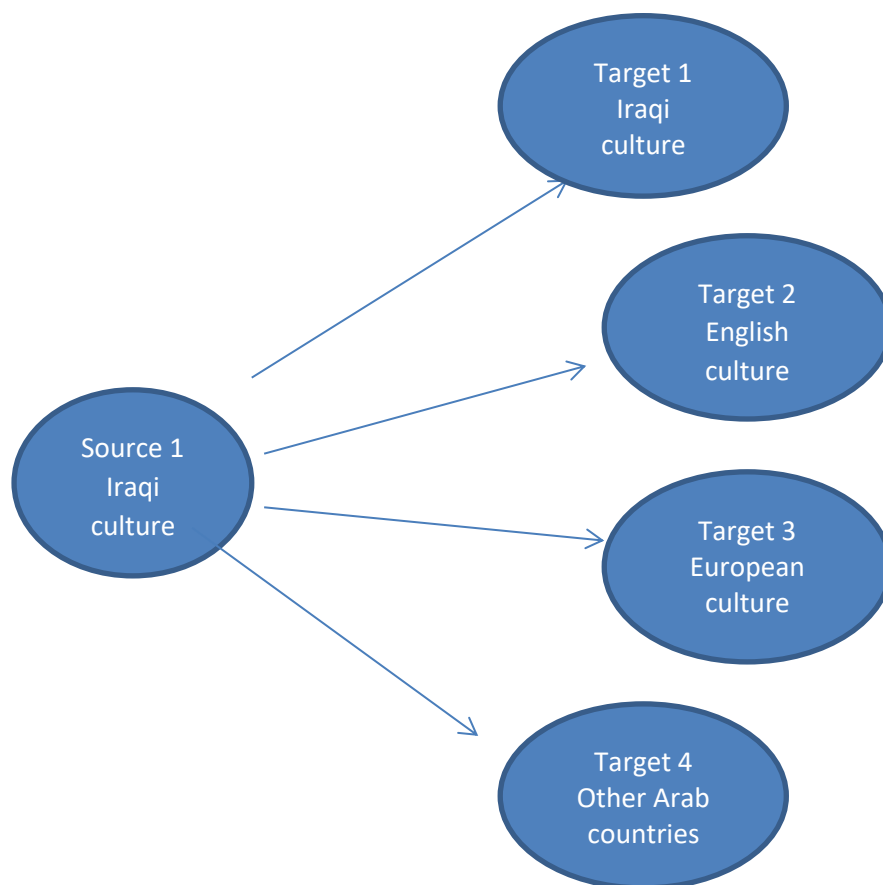 Target 1
Iraqi
culture
Target 2
English
culture
Source 1
Iraqi
culture
Target 3
European
culture
Target 4
Other Arab
countries